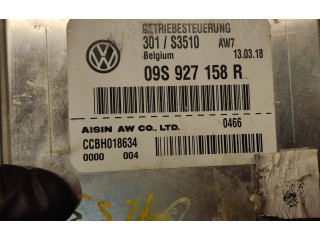 GETRIEBESTEUERUNG
301 / S3510 AW7
Belgium 13.03.18
09S 927 158 R
AISIN AW CO., LTD. 0466
CCBH018634
0000 004